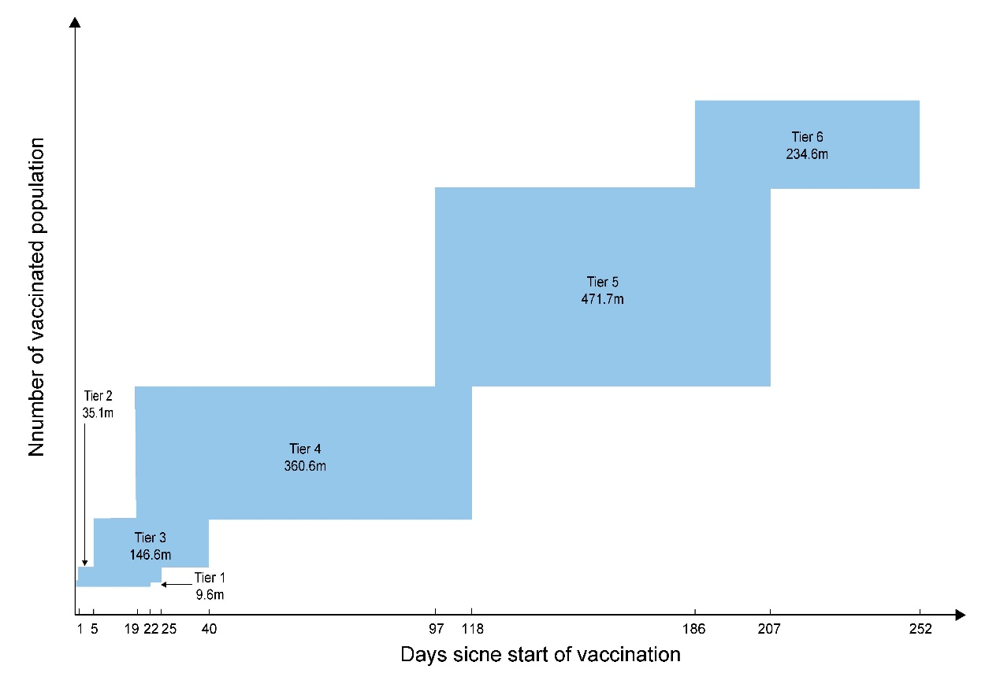 Nnumber of vaccinated population
Tier 6
234.6m
Tier 5
471.7m
Tier 2
35.1m
Tier 4
360.6m
Tier 3
146.6m
Tier 1
9.6m
1 5 19 22 25 40 97 118 186 207 252
Days sicne start of vaccination